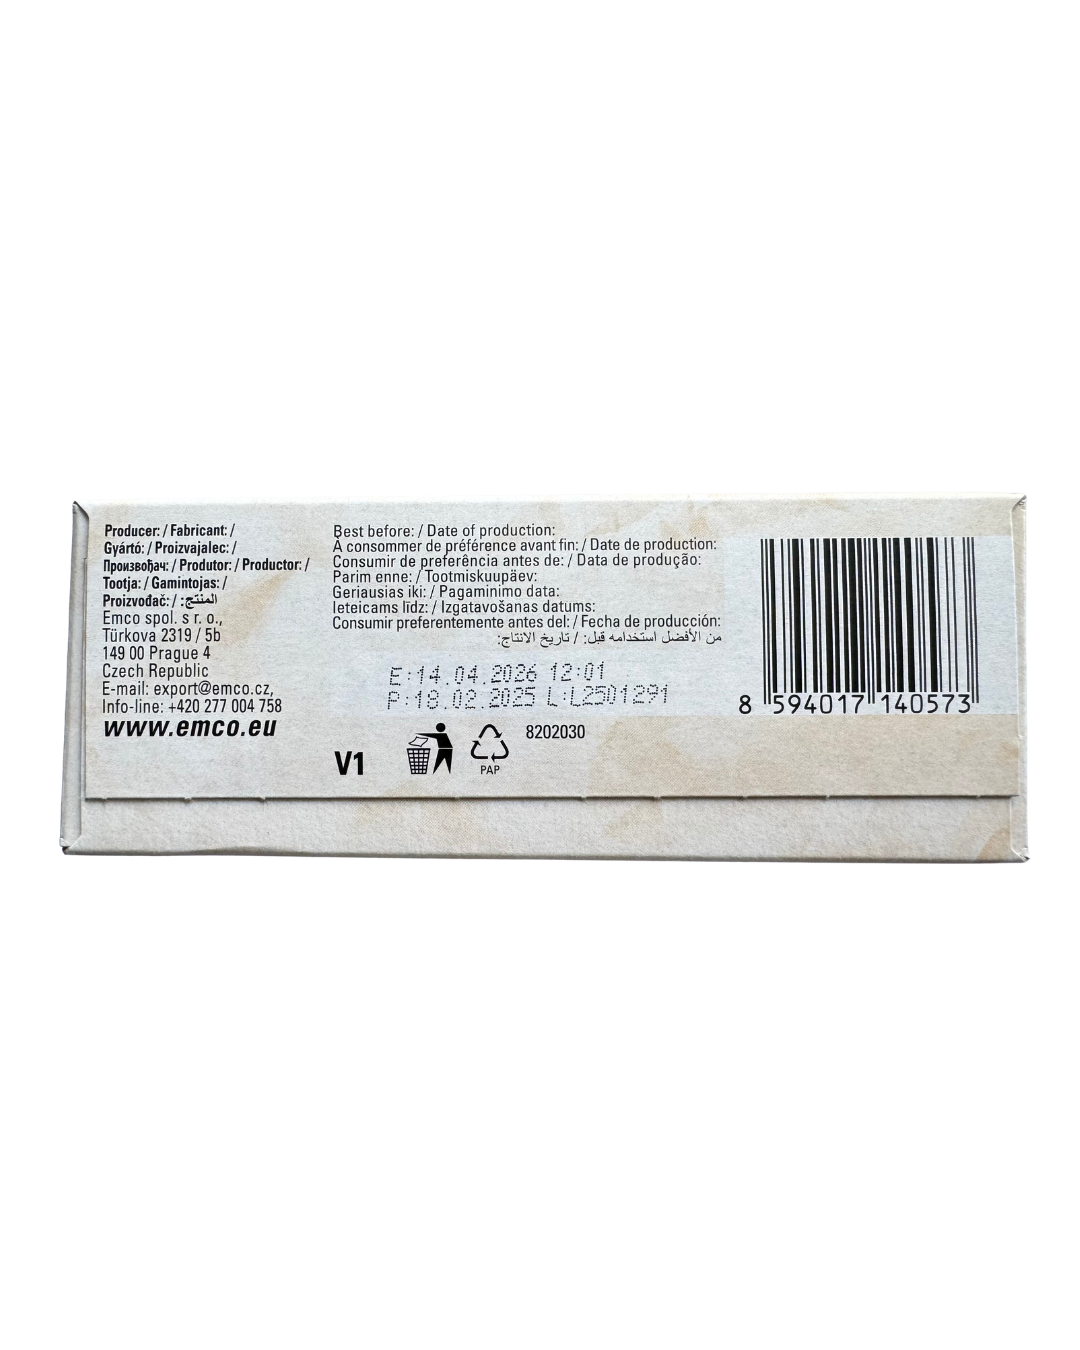 Producer: / Fabricant: /
Gyártó: / Proizvajalec: /
Произвођач: / Produtor: / Productor: /
Tootja: / Gamintojas: /
Proizvođač: / المنتج:
Emco spol. s r. o.,
Türkova 2319 / 5b
149 00 Prague 4
Czech Republic
E-mail: export@emco.cz,
Info-line: +420 277 004 758
www.emco.eu
Best before: / Date of production:
À consommer de préférence avant fin: / Date de production:
Consumir de preferência antes de: / Data de produção:
Parim enne: / Tootmiskuupäev:
Geriausias iki: / Pagaminimo data:
Ieteicams līdz: / Izgatavošanas datums:
Consumir preferentemente antes del: / Fecha de producción:
من الأفضل استخدامه قبل: / تاريخ الانتاج:
E:14.04.2026 12:01
P:18.02.2025 L:L2501291
V1
PAP
8202030
8 594017 140573